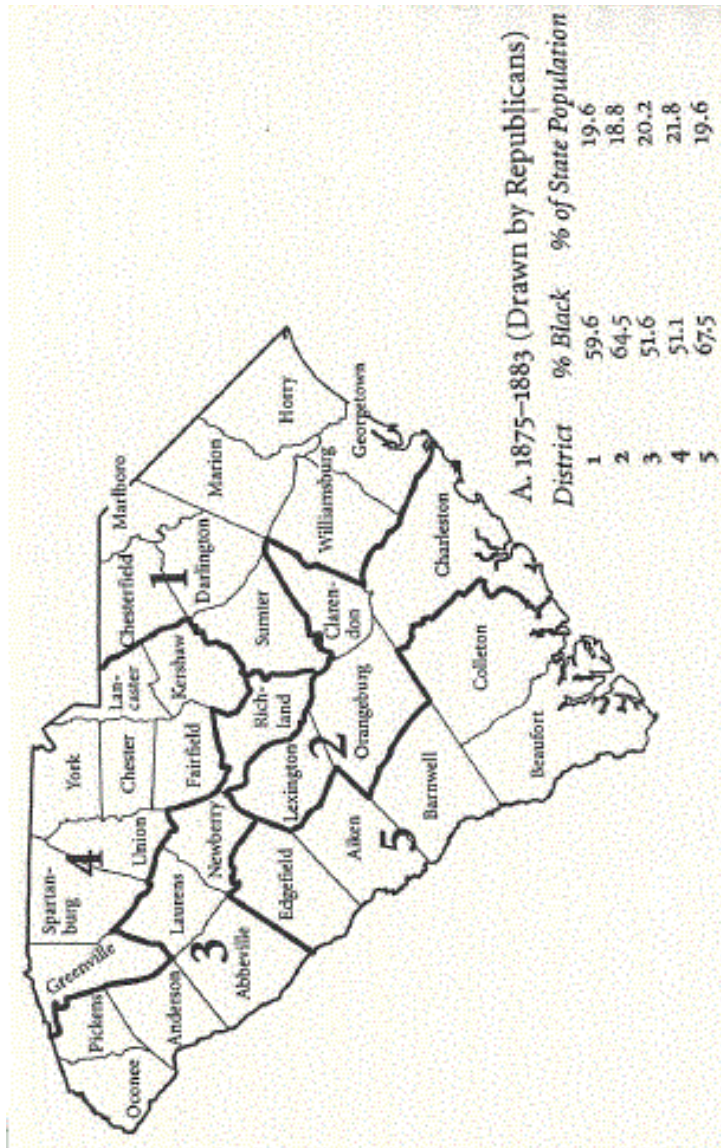 Spartan-
burg
York
Greenville
4
Union
Chester
Lan-
caster
Chesterfield
Marlboro
Pickens
Oconee
Anderson
Laurens
Newberry
Fairfield
Kershaw
1
Darlington
Marion
3
Abbeville
Edgefield
Lexington
Rich-
land
Sumter
Horry
Aiken
2
Orangeburg
Claren-
don
Williamsburg
Georgetown
5
Barnwell
Charleston
Colleton
Beaufort
A. 1875–1883 (Drawn by Republicans)
District % Black % of State Population
1 59.6 19.6
2 64.5 18.8
3 51.6 20.2
4 51.1 21.8
5 67.5 19.6